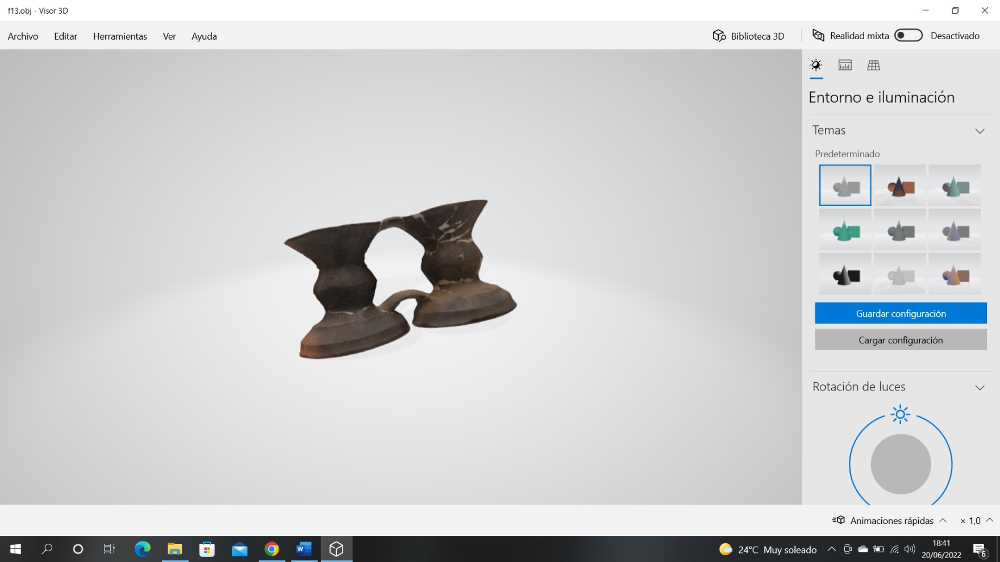 f13.obj - Visor 3D
Archivo Editar Herramientas Ver Ayuda Biblioteca 3D Realidad mixta Desactivado
Entorno e iluminación
Temas
Predeterminado
Guardar configuración
Cargar configuración
Rotación de luces
Animaciones rápidas × 1,0
24°C Muy soleado
18:41
20/06/2022
6